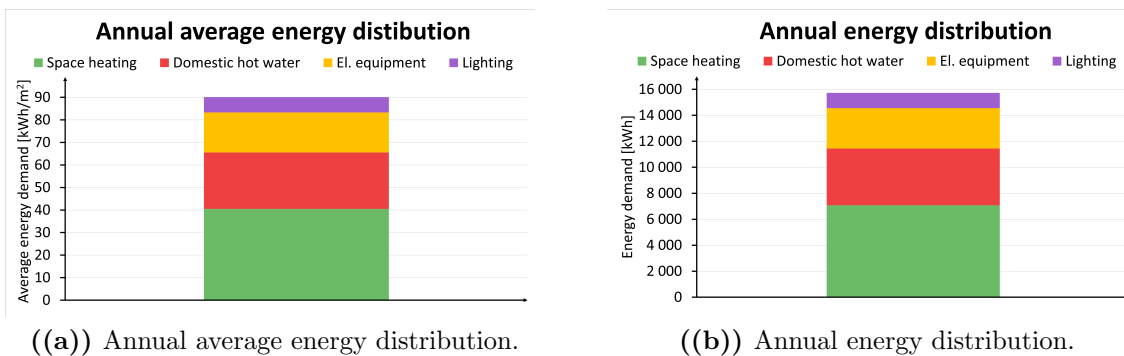 Annual average energy distibution
Space heating Domestic hot water El. equipment Lighting
Average energy demand [kWh/m²]
90
80
70
60
50
40
30
20
10
0
((a)) Annual average energy distribution.
Annual energy distribution
Space heating Domestic hot water El. equipment Lighting
Energy demand [kWh]
16 000
14 000
12 000
10 000
8 000
6 000
4 000
2 000
0
((b)) Annual energy distribution.